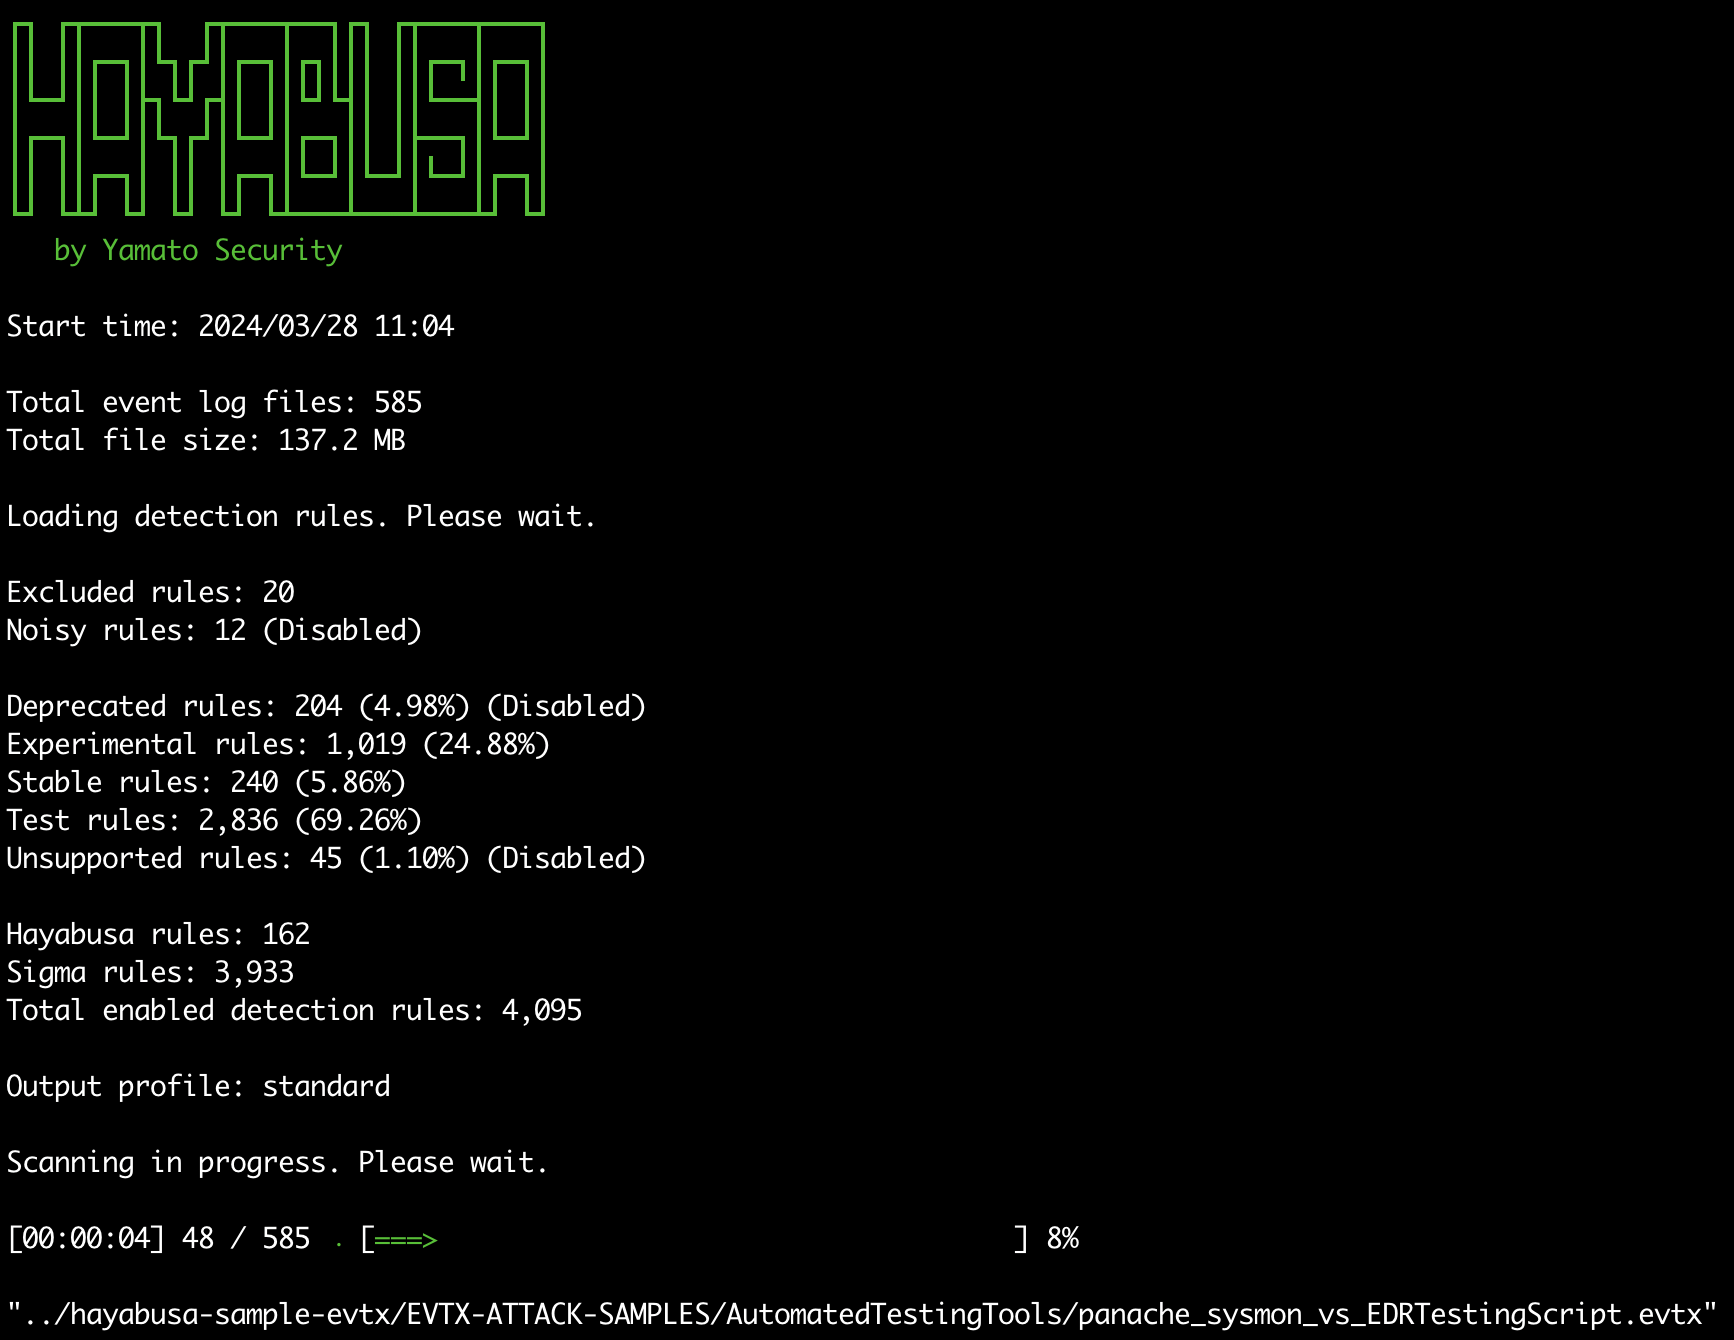 HAYABUSA
by Yamato Security
Start time: 2024/03/28 11:04
Total event log files: 585
Total file size: 137.2 MB
Loading detection rules. Please wait.
Excluded rules: 20
Noisy rules: 12 (Disabled)
Deprecated rules: 204 (4.98%) (Disabled)
Experimental rules: 1,019 (24.88%)
Stable rules: 240 (5.86%)
Test rules: 2,836 (69.26%)
Unsupported rules: 45 (1.10%) (Disabled)
Hayabusa rules: 162
Sigma rules: 3,933
Total enabled detection rules: 4,095
Output profile: standard
Scanning in progress. Please wait.
[00:00:04] 48 / 585 . [===>                                    ] 8%
"../hayabusa-sample-evtx/EVTX-ATTACK-SAMPLES/AutomatedTestingTools/panache_sysmon_vs_EDRTestingScript.evtx"